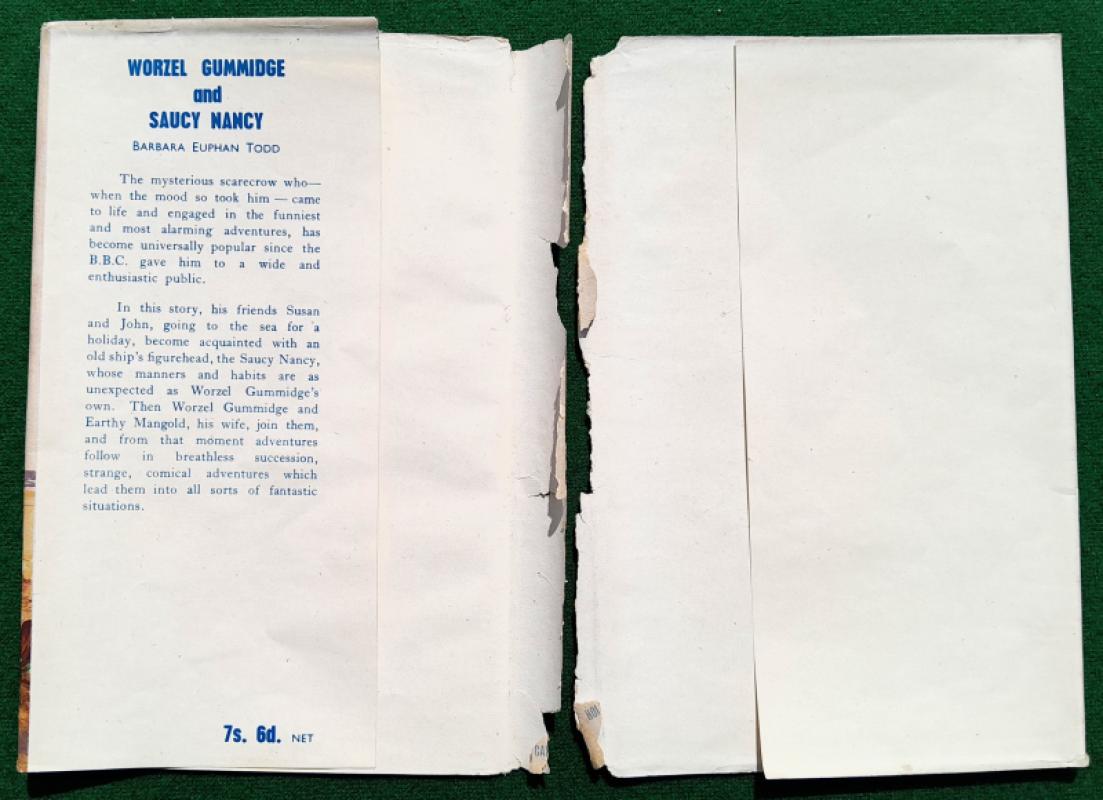 WORZEL GUMMIDGE
and
SAUCY NANCY
BARBARA EUPHAN TODD
The mysterious scarecrow who—
when the mood so took him — came
to life and engaged in the funniest
and most alarming adventures, has
become universally popular since the
B.B.C. gave him to a wide and
enthusiastic public.
In this story, his friends Susan
and John, going to the sea for a
holiday, become acquainted with an
old ship's figurehead, the Saucy Nancy,
whose manners and habits are as
unexpected as Worzel Gummidge's
own. Then Worzel Gummidge and
Earthy Mangold, his wife, join them,
and from that moment adventures
follow in breathless succession,
strange, comical adventures which
lead them into all sorts of fantastic
situations.
7s. 6d. NET